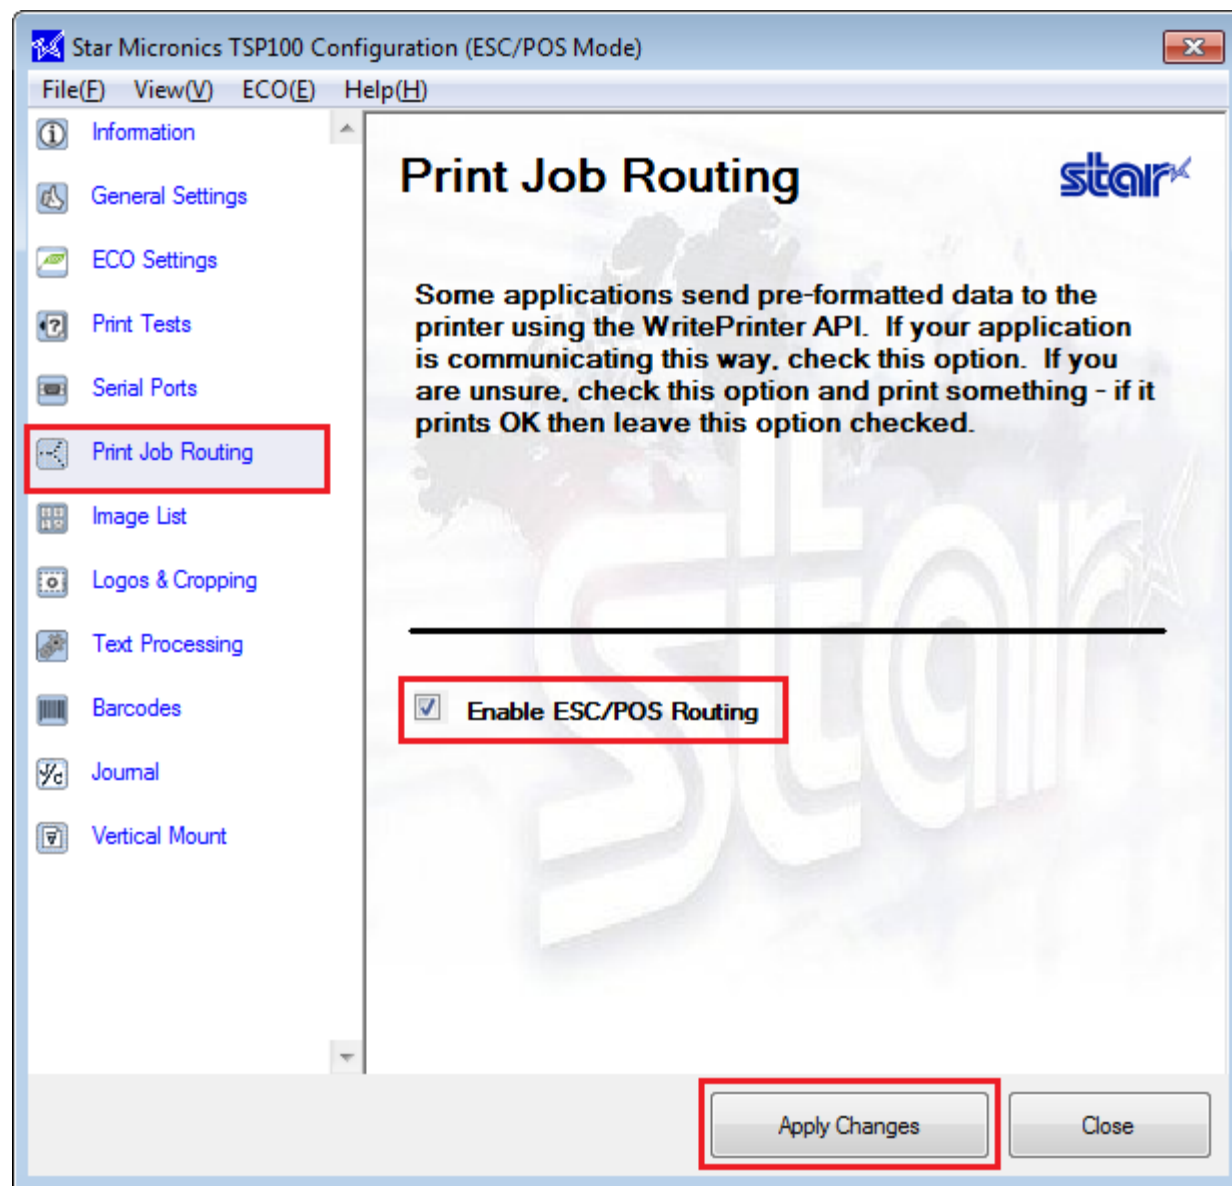 Star Micronics TSP100 Configuration (ESC/POS Mode)
File(F) View(V) ECO(E) Help(H)
Information
General Settings
ECO Settings
Print Tests
Serial Ports
Print Job Routing
Image List
Logos & Cropping
Text Processing
Barcodes
Journal
Vertical Mount
Print Job Routing
star
Some applications send pre-formatted data to the
printer using the WritePrinter API. If your application
is communicating this way, check this option. If you
are unsure, check this option and print something - if it
prints OK then leave this option checked.
star
Enable ESC/POS Routing
Apply Changes
Close